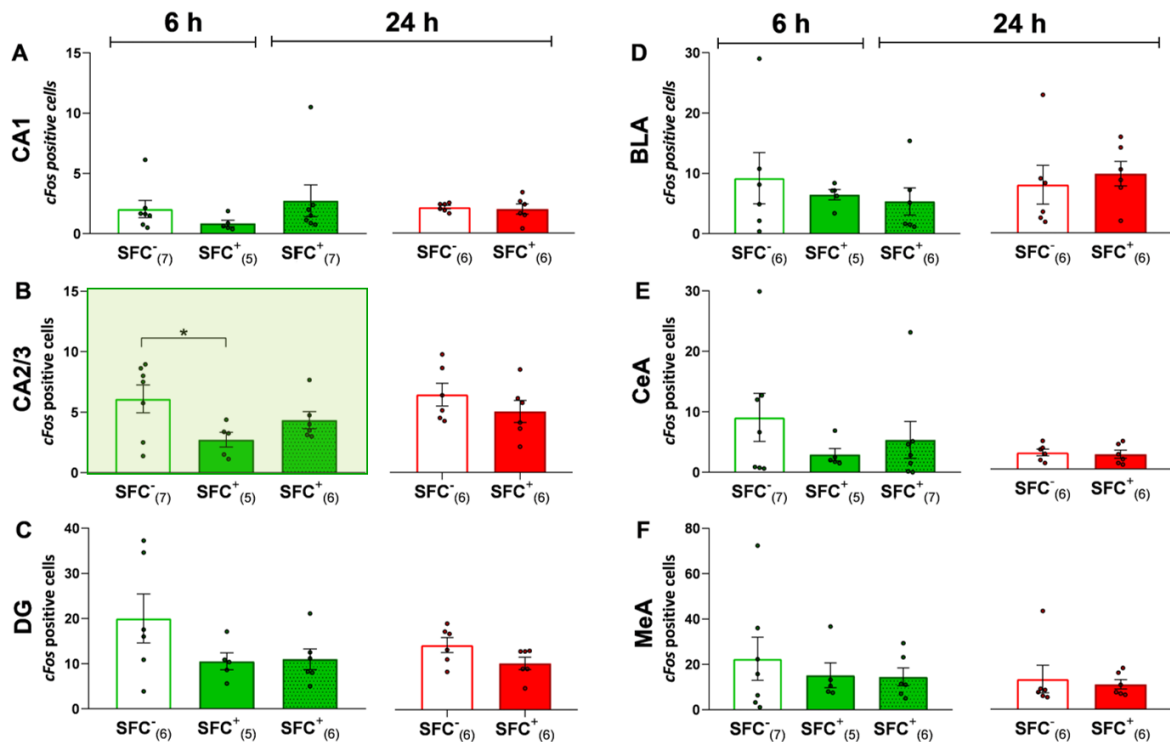 6 h 24 h
A
CA1
cFos positive cells
15
10
5
0
SFC-(7) SFC+(5) SFC+(7) SFC-(6) SFC+(6)
B
CA2/3
cFos positive cells
15
10
5
0
*
SFC-(7) SFC+(5) SFC+(6) SFC-(6) SFC+(6)
C
DG
cFos positive cells
40
30
20
10
0
SFC-(6) SFC+(5) SFC+(6) SFC-(6) SFC+(6)
6 h 24 h
D
BLA
cFos positive cells
30
20
10
0
SFC-(6) SFC+(5) SFC+(6) SFC-(6) SFC+(6)
E
CeA
cFos positive cells
30
20
10
0
SFC-(7) SFC+(5) SFC+(7) SFC-(6) SFC+(6)
F
MeA
cFos positive cells
80
60
40
20
0
SFC-(7) SFC+(5) SFC+(6) SFC-(6) SFC+(6)